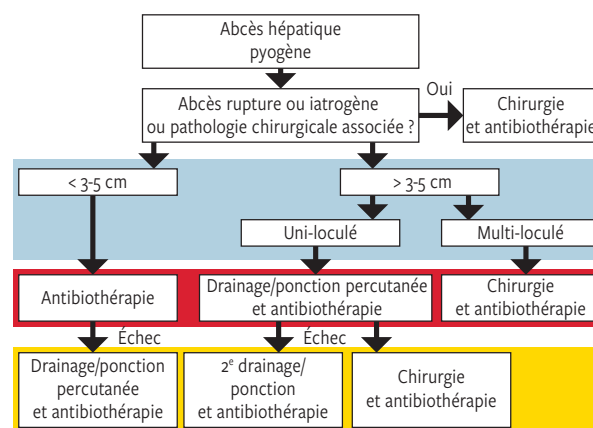 Abcès hépatique
pyogène
Abcès rupture ou iatrogène
ou pathologie chirurgicale associée ?
Oui
Chirurgie
et antibiothérapie
< 3-5 cm
> 3-5 cm
Uni-loculé
Multi-loculé
Antibiothérapie
Drainage/ponction percutanée
et antibiothérapie
Chirurgie
et antibiothérapie
Échec
Échec
Drainage/ponction
percutanée
et antibiothérapie
2e drainage/
ponction
et antibiothérapie
Chirurgie
et antibiothérapie